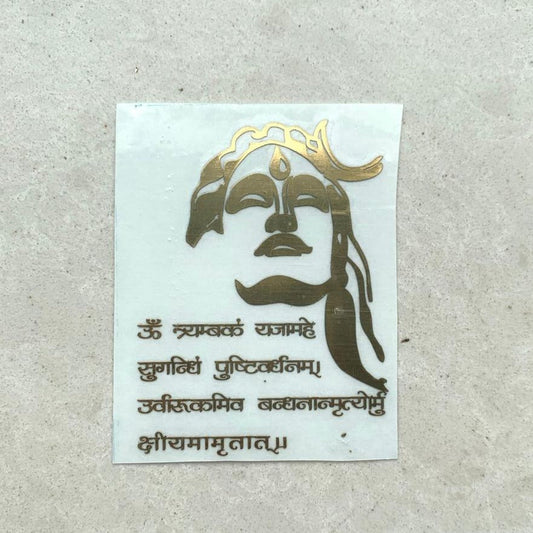 ॐ त्र्यम्बकं यजामहे
सुगन्धिं पुष्टिवर्धनम्।
उर्वारुकमिव बन्धनान्मृत्योर्मु
क्षीयमामृतात्।।